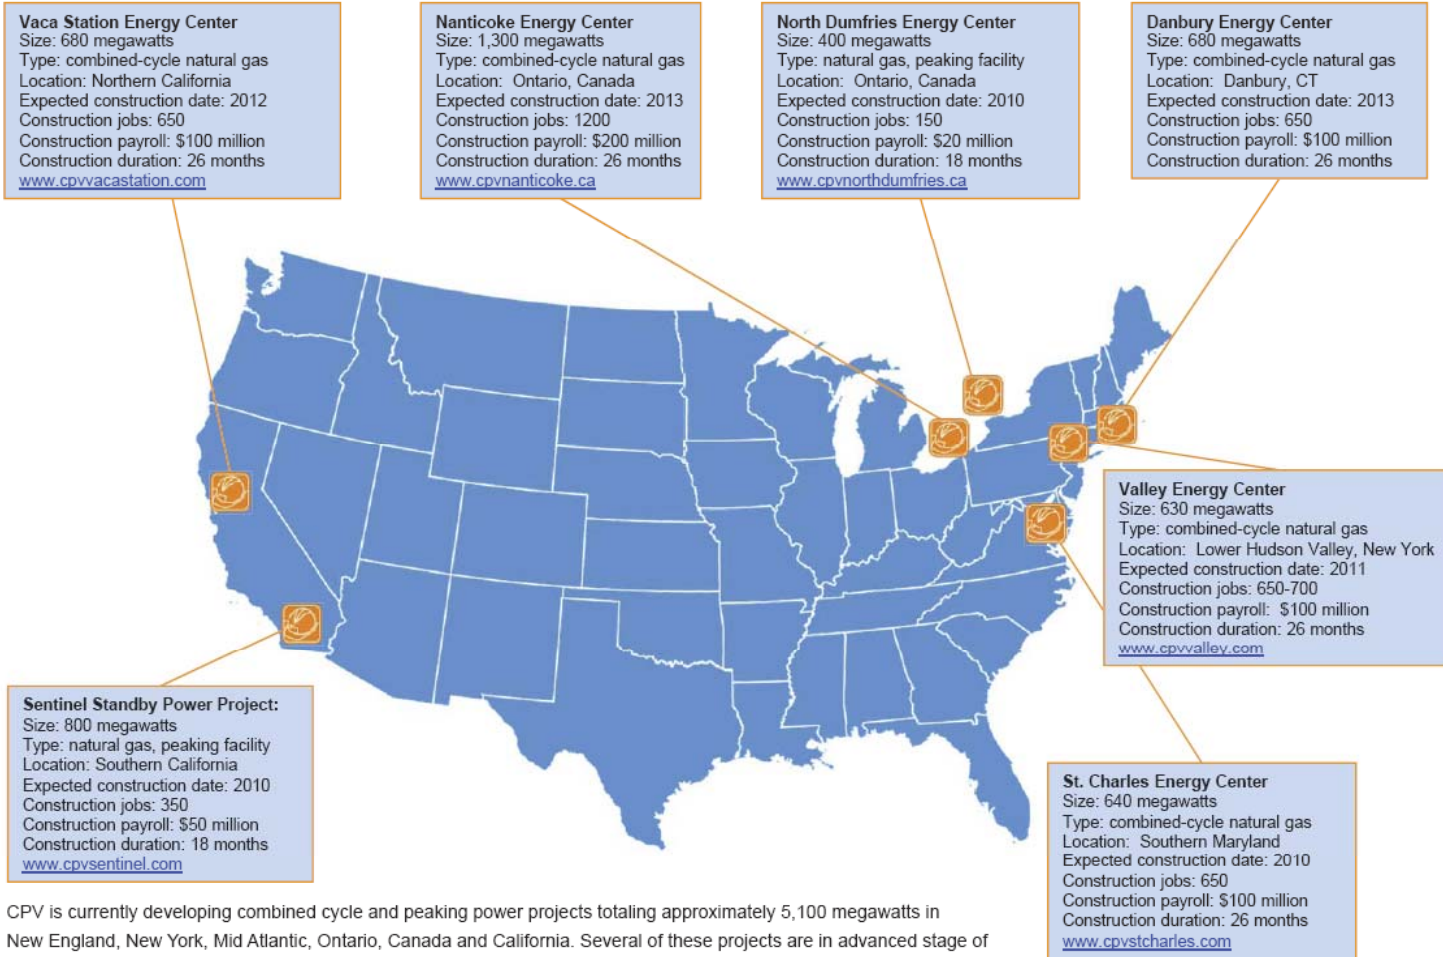 Vaca Station Energy Center
Size: 680 megawatts
Type: combined-cycle natural gas
Location: Northern California
Expected construction date: 2012
Construction jobs: 650
Construction payroll: $100 million
Construction duration: 26 months
www.cpvvacastation.com
Nanticoke Energy Center
Size: 1,300 megawatts
Type: combined-cycle natural gas
Location: Ontario, Canada
Expected construction date: 2013
Construction jobs: 1200
Construction payroll: $200 million
Construction duration: 26 months
www.cpvnanticoke.ca
North Dumfries Energy Center
Size: 400 megawatts
Type: natural gas, peaking facility
Location: Ontario, Canada
Expected construction date: 2010
Construction jobs: 150
Construction payroll: $20 million
Construction duration: 18 months
www.cpvnorthdumfries.ca
Danbury Energy Center
Size: 680 megawatts
Type: combined-cycle natural gas
Location: Danbury, CT
Expected construction date: 2013
Construction jobs: 650
Construction payroll: $100 million
Construction duration: 26 months
Valley Energy Center
Size: 630 megawatts
Type: combined-cycle natural gas
Location: Lower Hudson Valley, New York
Expected construction date: 2011
Construction jobs: 650-700
Construction payroll: $100 million
Construction duration: 26 months
www.cpvvalley.com
Sentinel Standby Power Project:
Size: 800 megawatts
Type: natural gas, peaking facility
Location: Southern California
Expected construction date: 2010
Construction jobs: 350
Construction payroll: $50 million
Construction duration: 18 months
www.cpvsentinel.com
St. Charles Energy Center
Size: 640 megawatts
Type: combined-cycle natural gas
Location: Southern Maryland
Expected construction date: 2010
Construction jobs: 650
Construction payroll: $100 million
Construction duration: 26 months
www.cpvstcharles.com
CPV is currently developing combined cycle and peaking power projects totaling approximately 5,100 megawatts in
New England, New York, Mid Atlantic, Ontario, Canada and California. Several of these projects are in advanced stage of